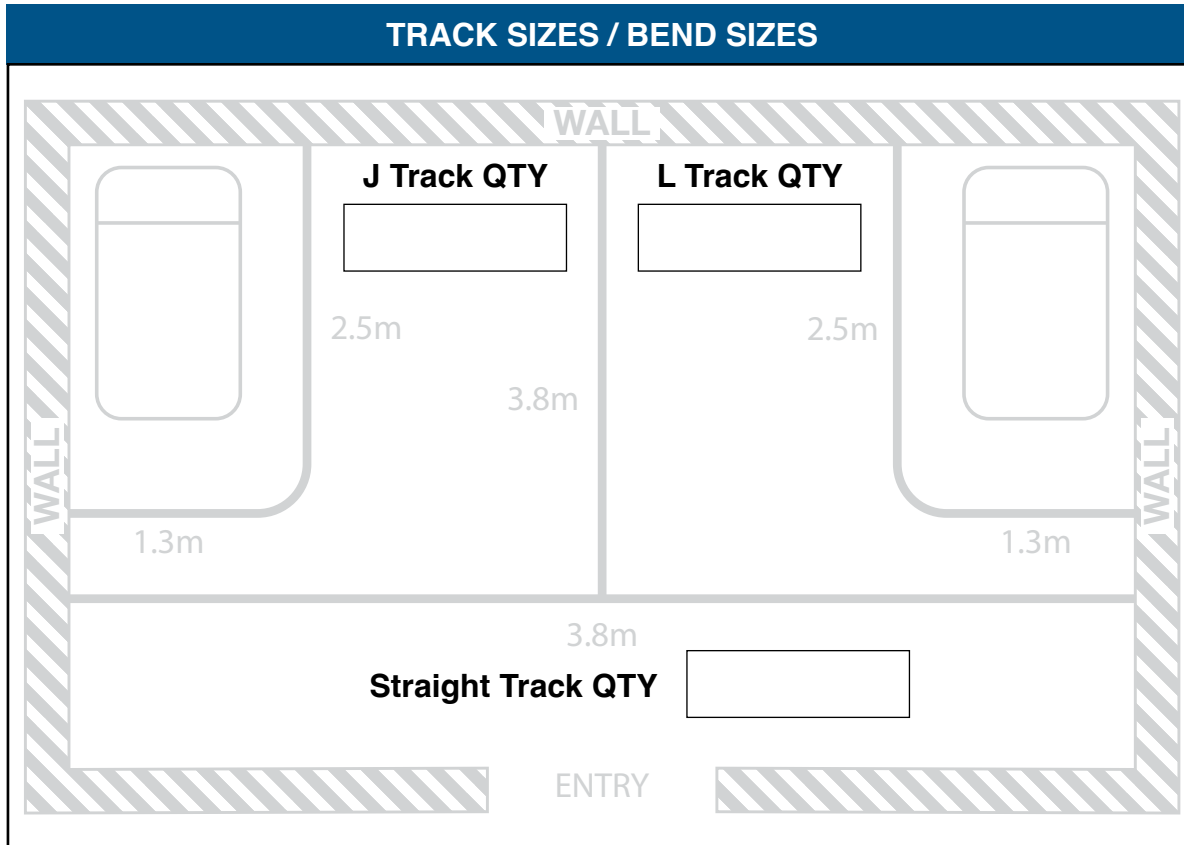 TRACK SIZES / BEND SIZES
WALL
J Track QTY
L Track QTY
2.5m
2.5m
3.8m
WALL
WALL
1.3m
1.3m
3.8m
Straight Track QTY
ENTRY